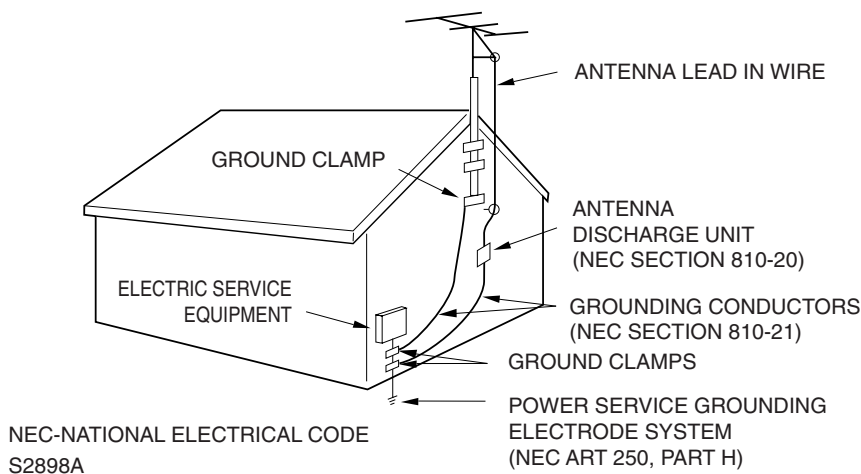 ANTENNA LEAD IN WIRE
GROUND CLAMP
ANTENNA
DISCHARGE UNIT
(NEC SECTION 810-20)
ELECTRIC SERVICE
EQUIPMENT
GROUNDING CONDUCTORS
(NEC SECTION 810-21)
GROUND CLAMPS
POWER SERVICE GROUNDING
ELECTRODE SYSTEM
(NEC ART 250, PART H)
NEC-NATIONAL ELECTRICAL CODE
S2898A